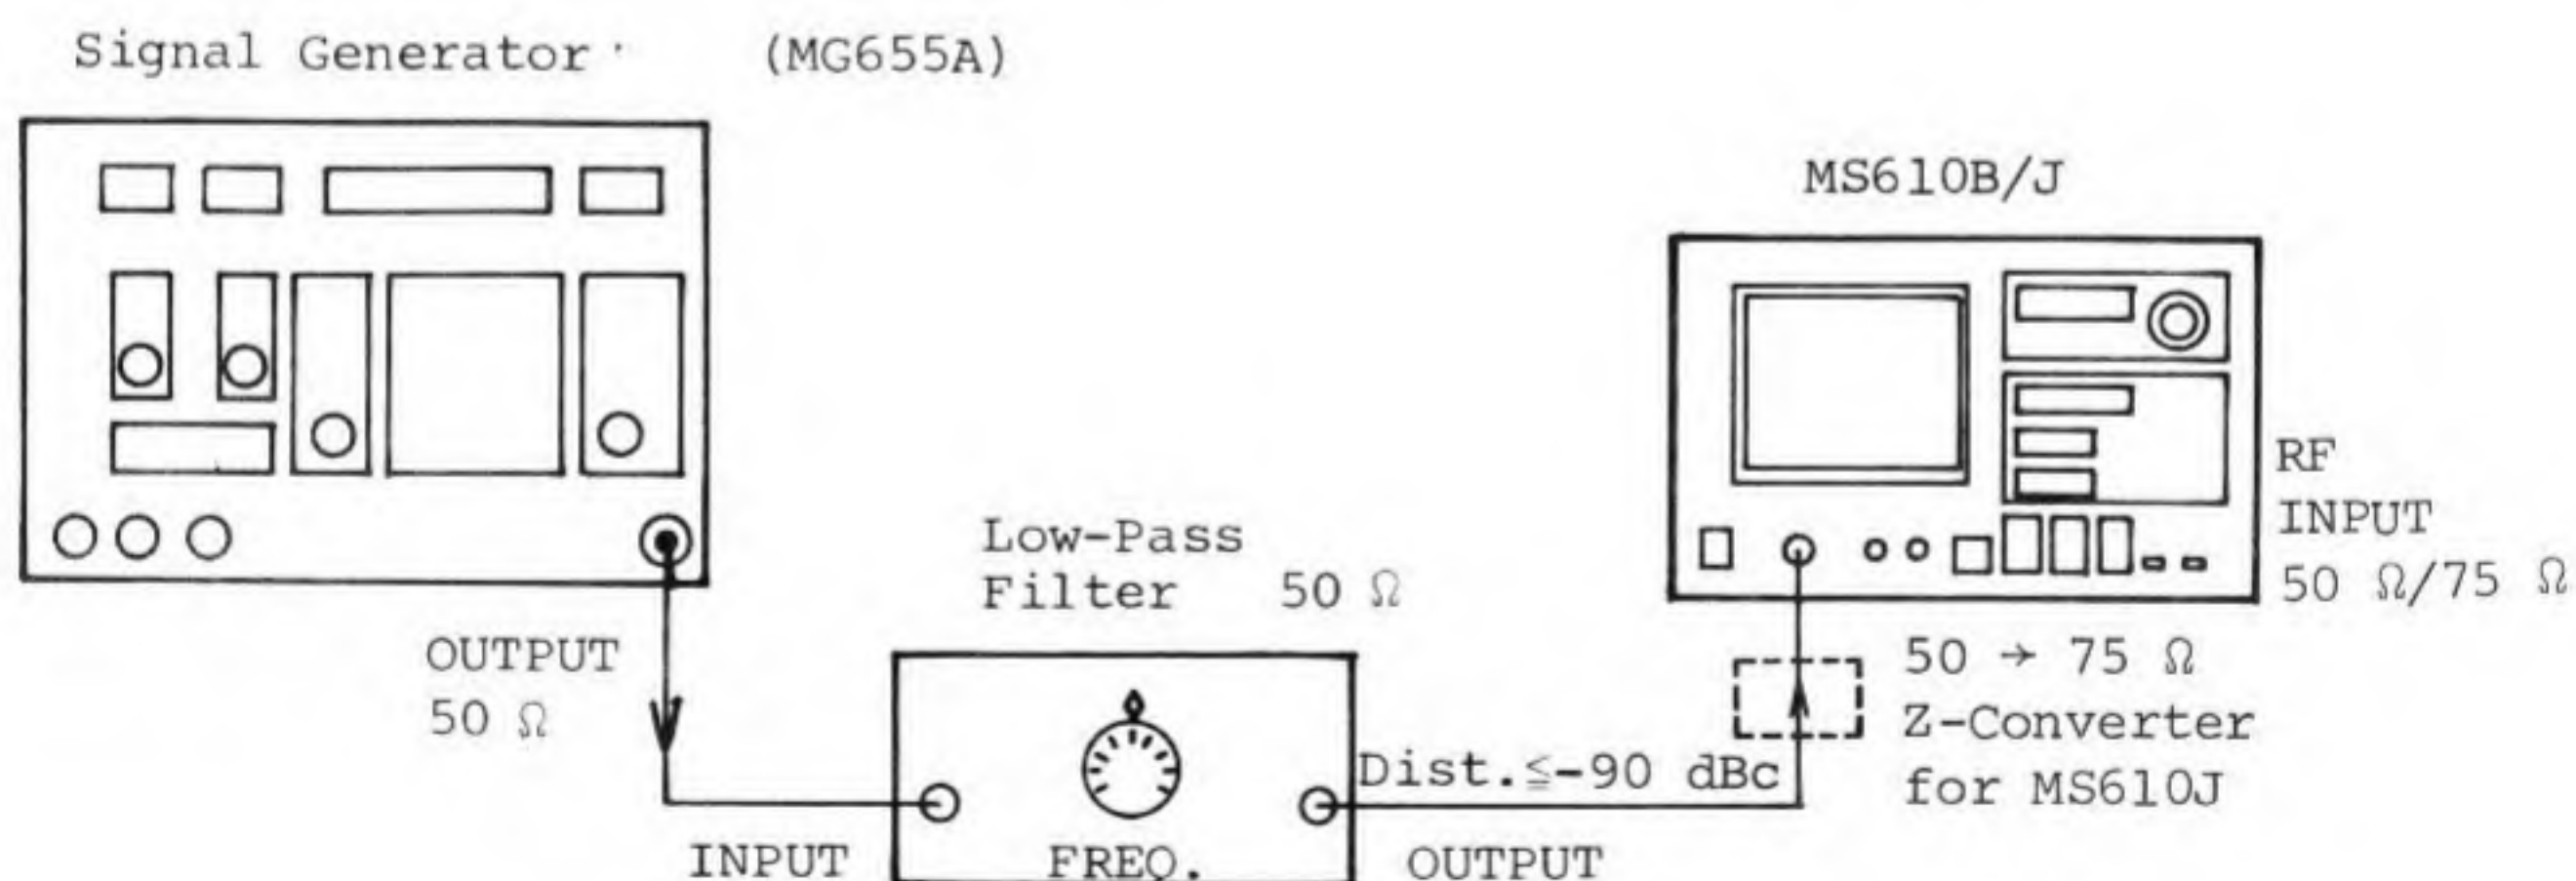 Signal Generator (MG655A)
MS610B/J
RF
INPUT
50 Ω/75 Ω
Low-Pass
Filter 50 Ω
OUTPUT
50 Ω
50 → 75 Ω
Z-Converter
for MS610J
Dist.≦-90 dBc
INPUT
FREQ.
OUTPUT